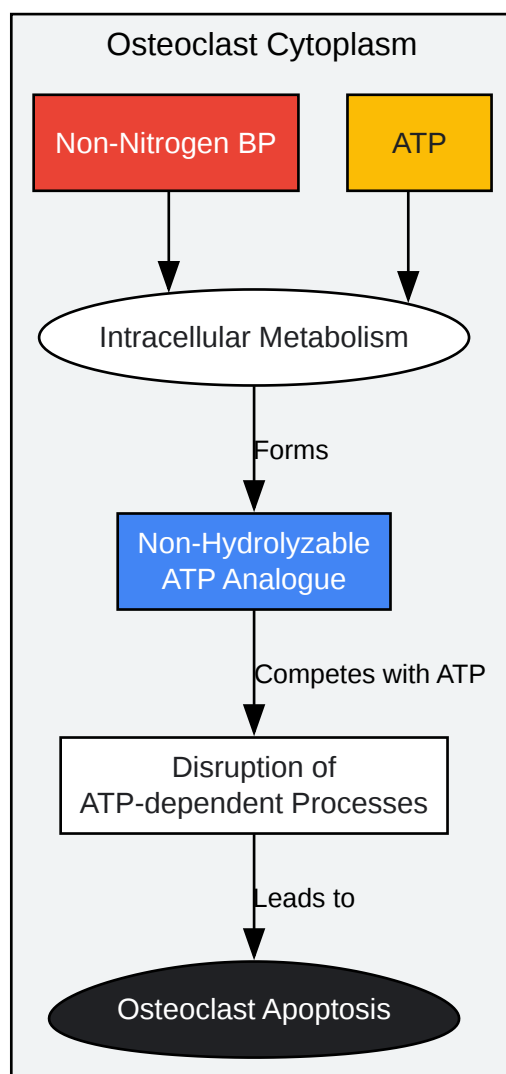 Osteoclast Cytoplasm
Non-Nitrogen BP
ATP
Intracellular Metabolism
Forms
Non-Hydrolyzable
ATP Analogue
Competes with ATP
Disruption of
ATP-dependent Processes
Leads to
Osteoclast Apoptosis